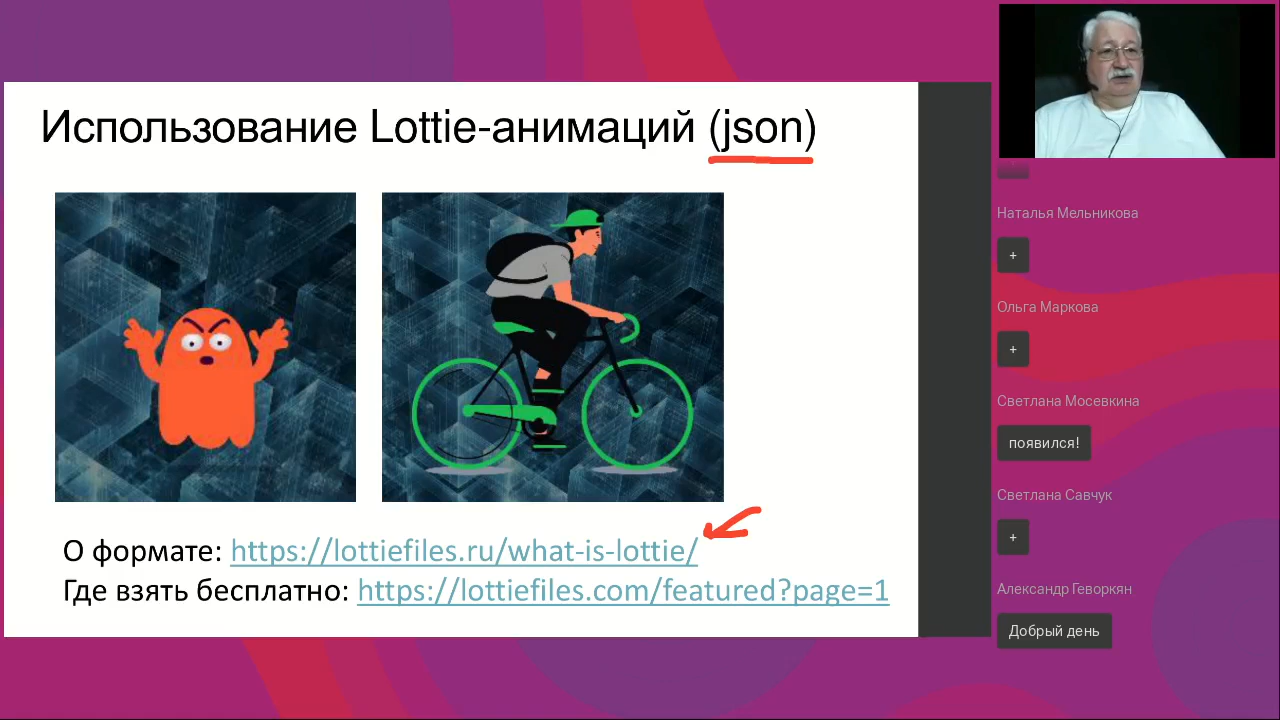 Использование Lottie-анимаций (json)
О формате: https://lottiefiles.ru/what-is-lottie/
Где взять бесплатно: https://lottiefiles.com/featured?page=1
Наталья Мельникова
+
Ольга Маркова
+
Светлана Мосевкина
появился!
Светлана Савчук
+
Александр Геворкян
Добрый день